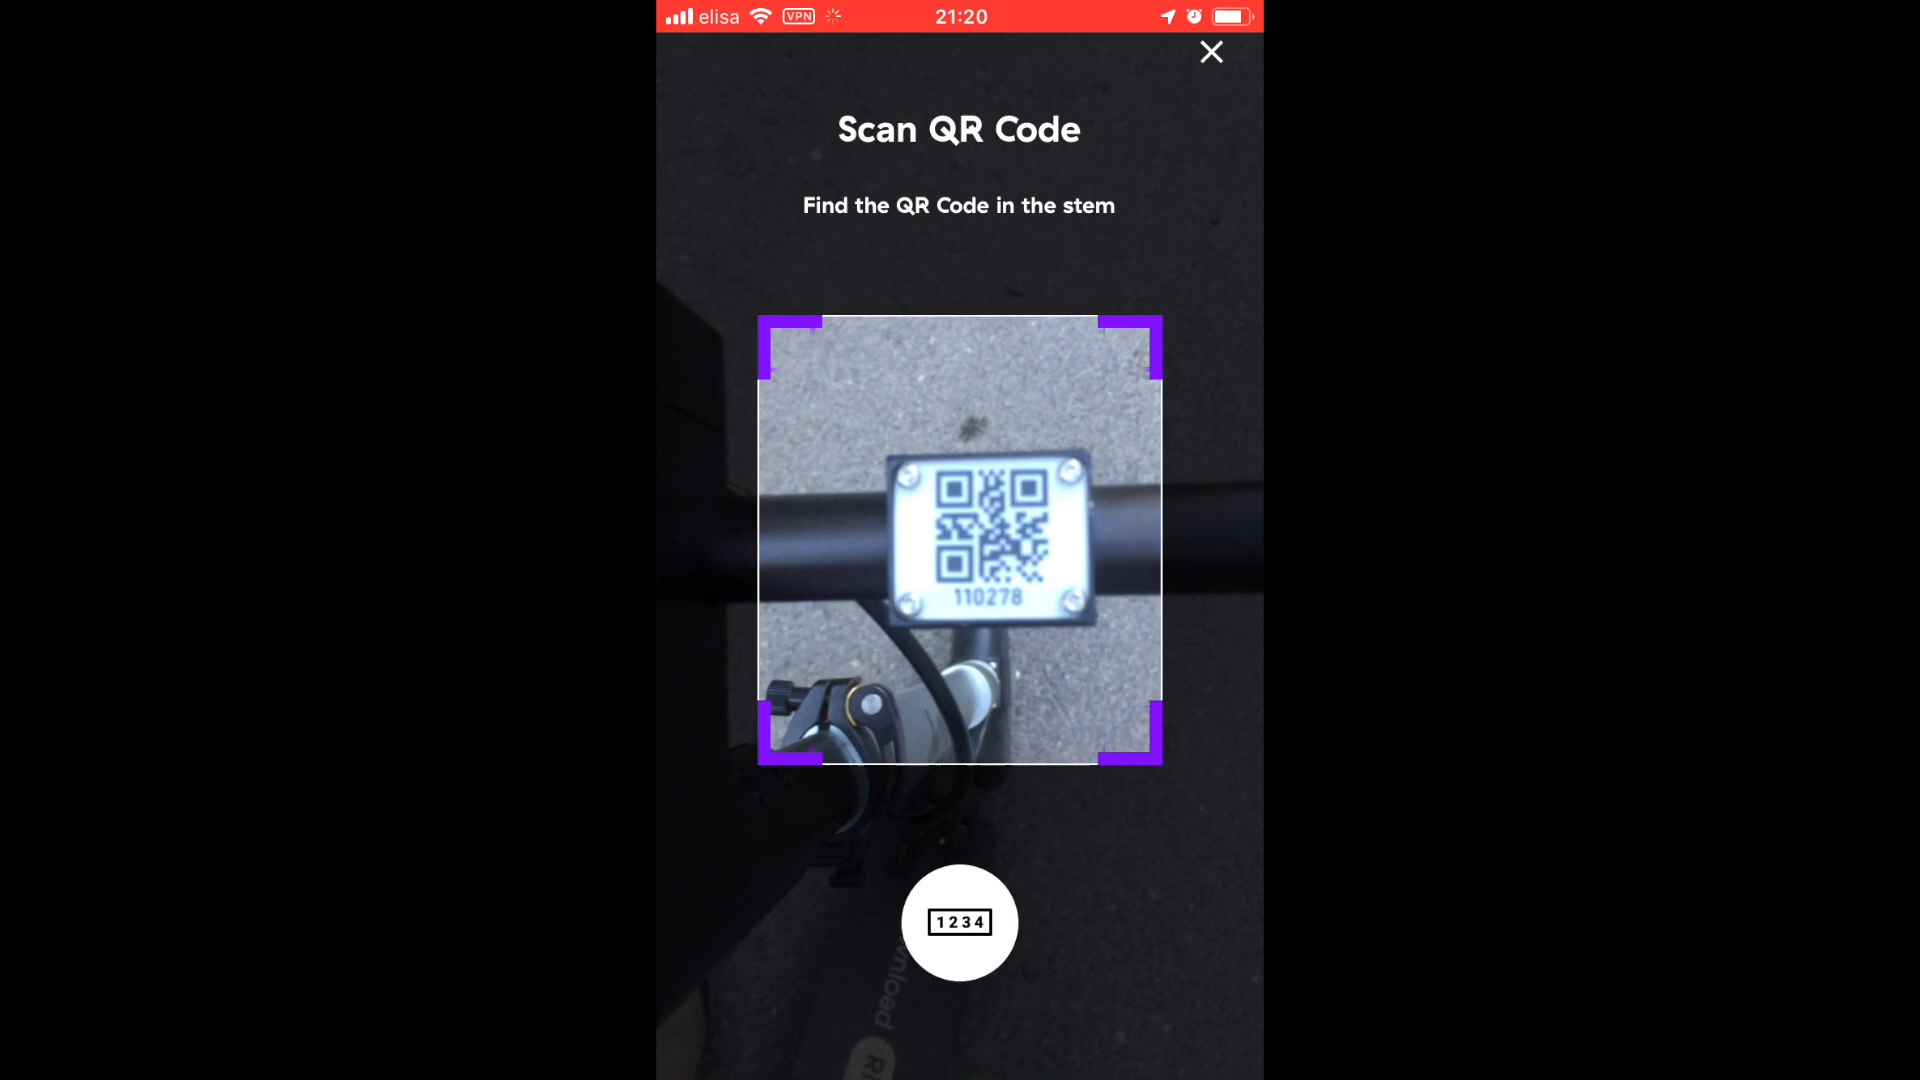 elisa VPN 21:20
Scan QR Code
Find the QR Code in the stem
110278
1234